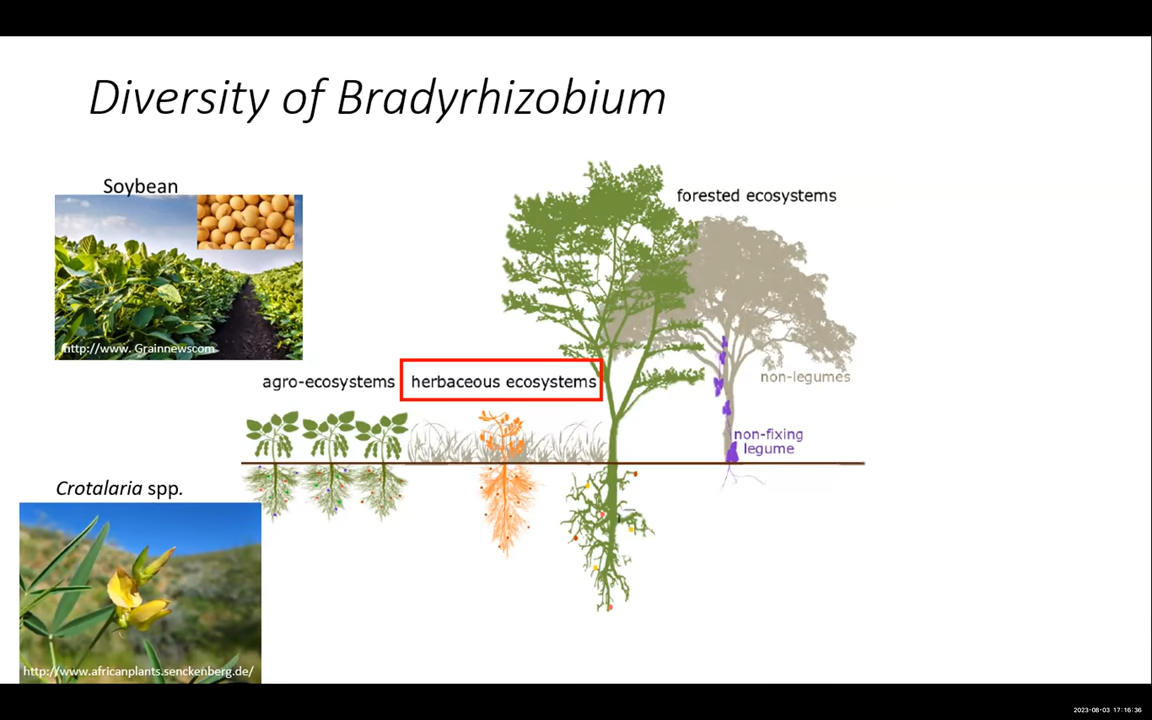 Diversity of Bradyrhizobium
Soybean
http://www. Grainnewscom
forested ecosystems
agro-ecosystems
herbaceous ecosystems
non-legumes
non-fixing
legume
Crotalaria spp.
http://www.africanplants.senckenberg.de/
2023-08-03 17:16:36